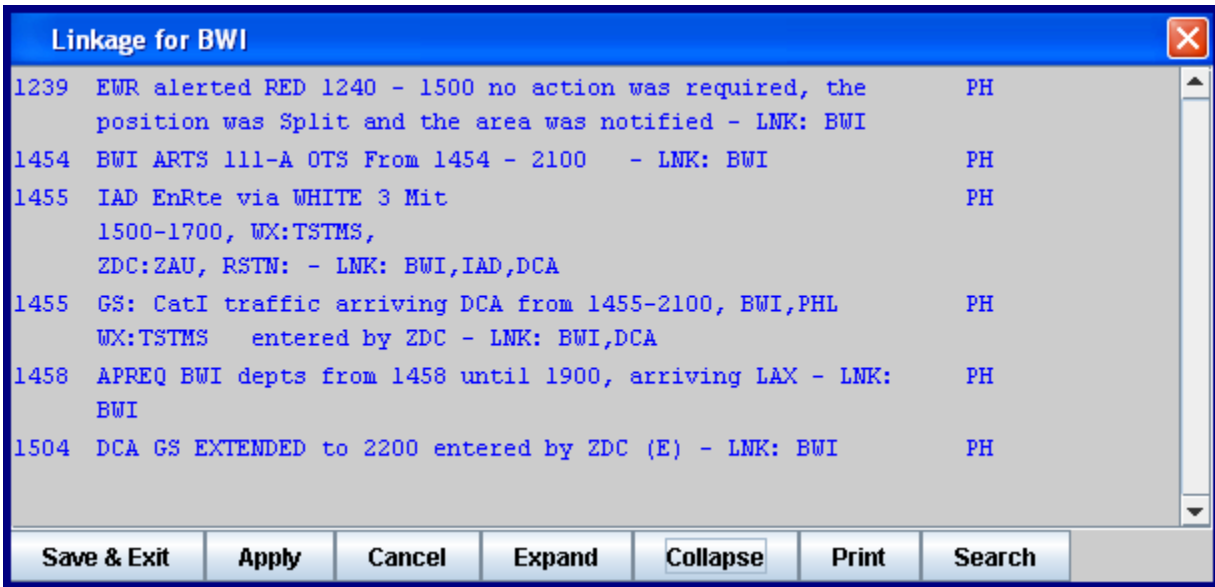 Linkage for BWI
1239 EWR alerted RED 1240 - 1500 no action was required, the PH
position was Split and the area was notified - LNK: BWI
1454 BWI ARTS 111-A OTS From 1454 - 2100 - LNK: BWI PH
1455 IAD EnRte via WHITE 3 Mit PH
1500-1700, WX:TSTMS,
ZDC:ZAU, RSTN: - LNK: BWI,IAD,DCA
1455 GS: CatI traffic arriving DCA from 1455-2100, BWI,PHL PH
WX:TSTMS entered by ZDC - LNK: BWI,DCA
1458 APREQ BWI depts from 1458 until 1900, arriving LAX - LNK: PH
BWI
1504 DCA GS EXTENDED to 2200 entered by ZDC (E) - LNK: BWI PH
Save & Exit Apply Cancel Expand Collapse Print Search